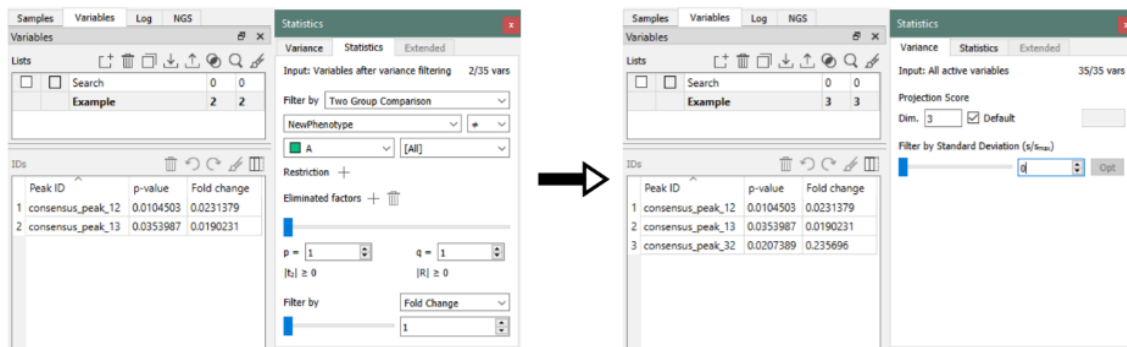 Samples Variables Log NGS
Variables
Lists
Search 0 0
Example 2 2
IDs
Peak ID p-value Fold change
1 consensus_peak_12 0.0104503 0.0231379
2 consensus_peak_13 0.0353987 0.0190231
Statistics x
Variance Statistics Extended
Input: Variables after variance filtering 2/35 vars
Filter by Two Group Comparison
NewPhenotype ≠
A [All]
Restriction +
Eliminated factors +
p = 1 q = 1
|t₂| ≥ 0 |R| ≥ 0
Filter by Fold Change
1
Samples Variables Log NGS
Variables
Lists
Search 0 0
Example 3 3
IDs
Peak ID p-value Fold change
1 consensus_peak_12 0.0104503 0.0231379
2 consensus_peak_13 0.0353987 0.0190231
3 consensus_peak_32 0.0207389 0.235696
Statistics x
Variance Statistics Extended
Input: All active variables 35/35 vars
Projection Score
Dim. 3 Default
Filter by Standard Deviation (s/sₘₐₓ)
0 Opt